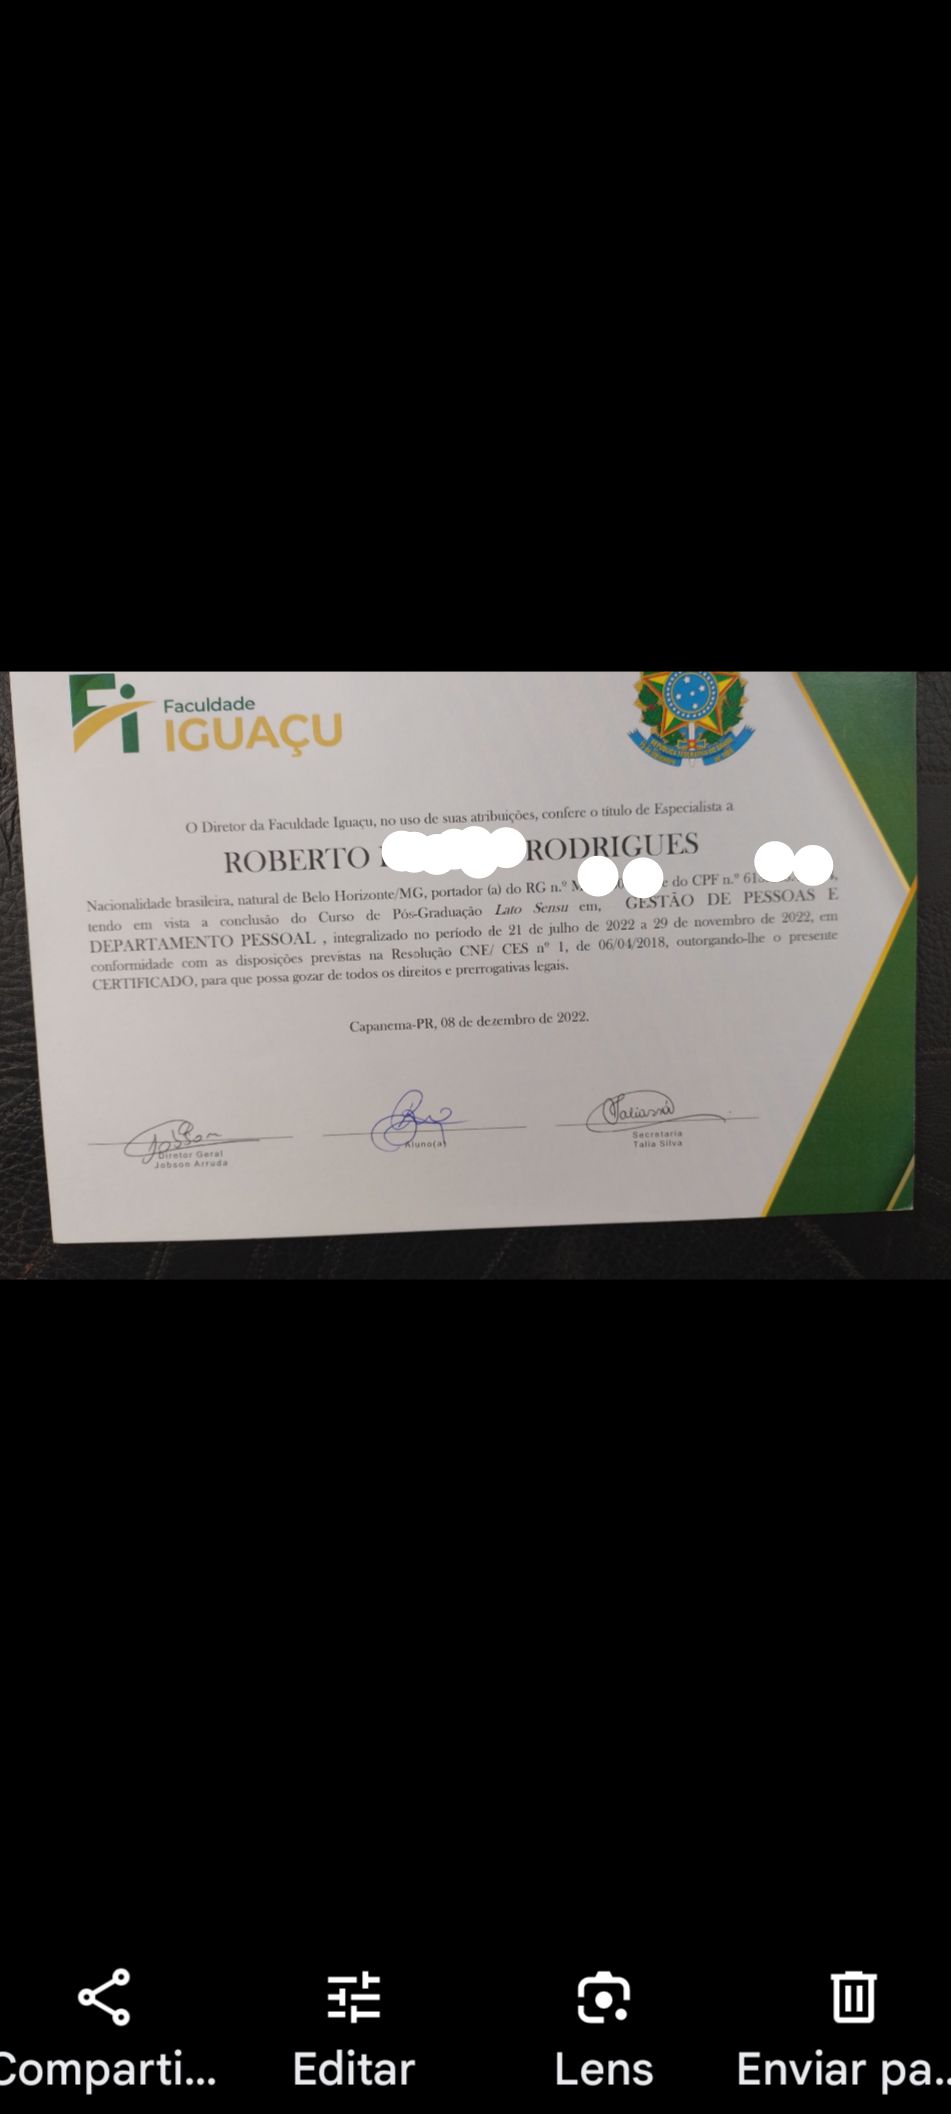 Faculdade
IGUAÇU
O Diretor da Faculdade Iguaçu, no uso de suas atribuições, confere o título de Especialista a
ROBERTO RODRIGUES
Nacionalidade brasileira, natural de Belo Horizonte/MG, portador (a) do RG n.º do CPF n.º
tendo em vista a conclusão do Curso de Pós-Graduação Lato Sensu em, GESTÃO DE PESSOAS E
DEPARTAMENTO PESSOAL , integralizado no período de 21 de julho de 2022 a 29 de novembro de 2022, em
conformidade com as disposições previstas na Resolução CNE/ CES nº 1, de 06/04/2018, outorgando-lhe o presente
CERTIFICADO, para que possa gozar de todos os direitos e prerrogativas legais.
Capanema-PR, 08 de dezembro de 2022.
Diretor Geral
Jobson Arruda
Aluno(a)
Secretaria
Talia Silva
Comparti...
Editar
Lens
Enviar pa...